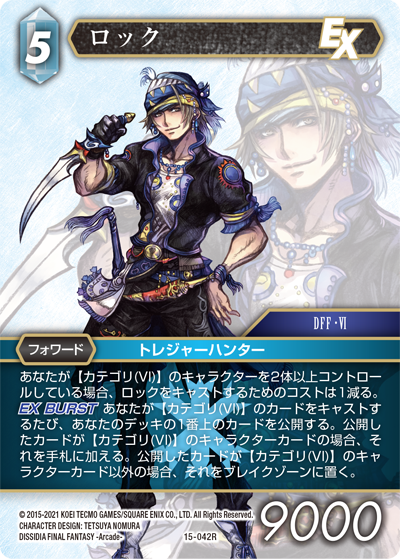 5
ロック
EX
DFF・VI
フォワード
トレジャーハンター
あなたが【カテゴリ(VI)】のキャラクターを2体以上コントロー
ルしている場合、ロックをキャストするためのコストは1減る。
EX BURST あなたが【カテゴリ(VI)】のカードをキャストす
るたび、あなたのデッキの1番上のカードを公開する。公開し
たカードが【カテゴリ(VI)】のキャラクターカードの場合、そ
れを手札に加える。公開したカードが【カテゴリ(VI)】のキャ
ラクターカード以外の場合、それをブレイクゾーンに置く。
© 2015-2021 KOEI TECMO GAMES/SQUARE ENIX CO., LTD. All Rights Reserved.
CHARACTER DESIGN: TETSUYA NOMURA
DISSIDIA FINAL FANTASY -Arcade-
15-042R
9000